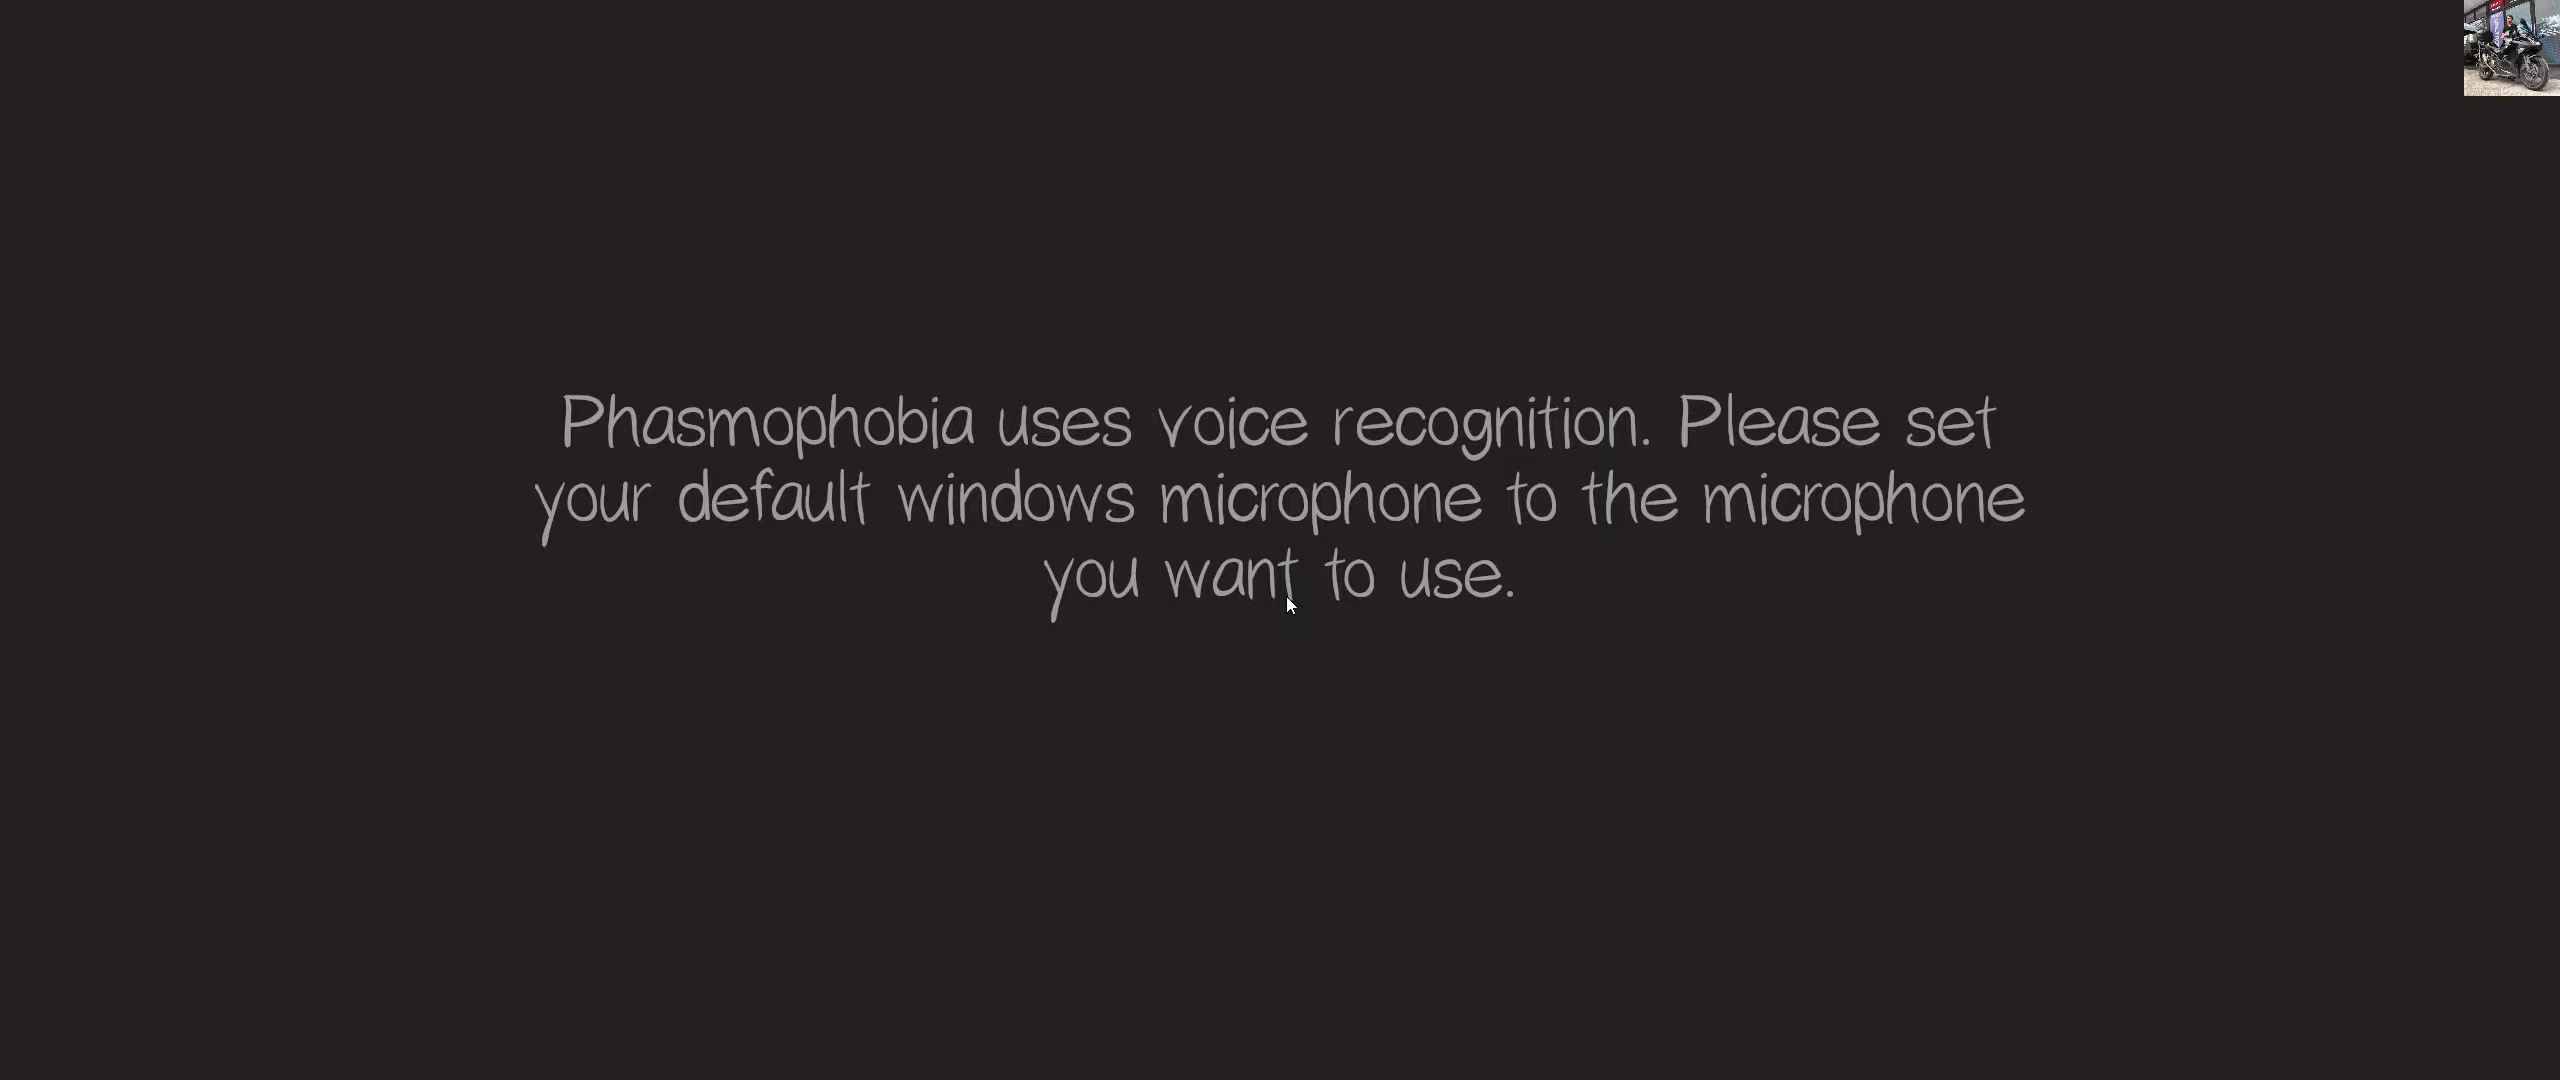 Phasmophobia uses voice recognition. Please set
your default windows microphone to the microphone
you want to use.